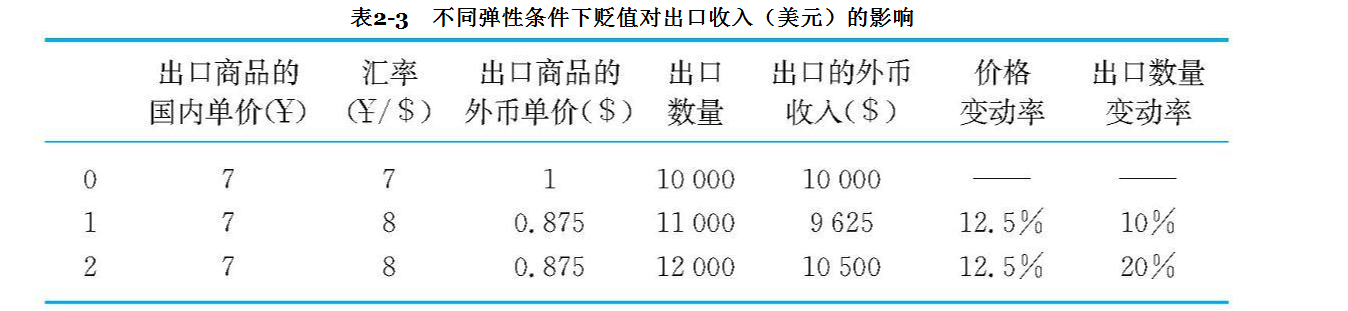 表2-3 不同弹性条件下贬值对出口收入（美元）的影响
出口商品的 汇率 出口商品的 出口 出口的外币 价格 出口数量
国内单价(¥) (¥/$) 外币单价($) 数量 收入($) 变动率 变动率
0 7 7 1 10 000 10 000 —— ——
1 7 8 0.875 11 000 9 625 12.5% 10%
2 7 8 0.875 12 000 10 500 12.5% 20%